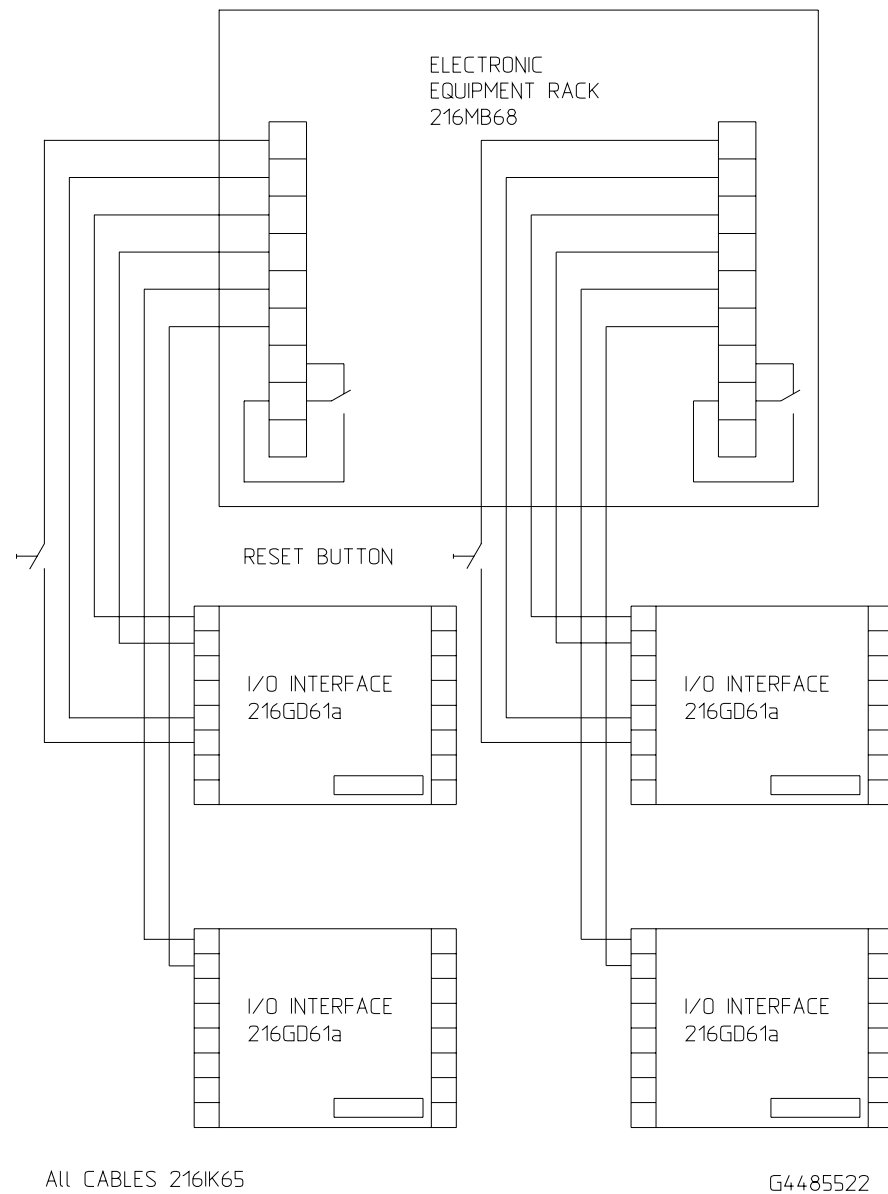 ELECTRONIC
EQUIPMENT RACK
216MB68
RESET BUTTON
I/O INTERFACE
216GD61a
I/O INTERFACE
216GD61a
I/O INTERFACE
216GD61a
I/O INTERFACE
216GD61a
All CABLES 216IK65
G4485522